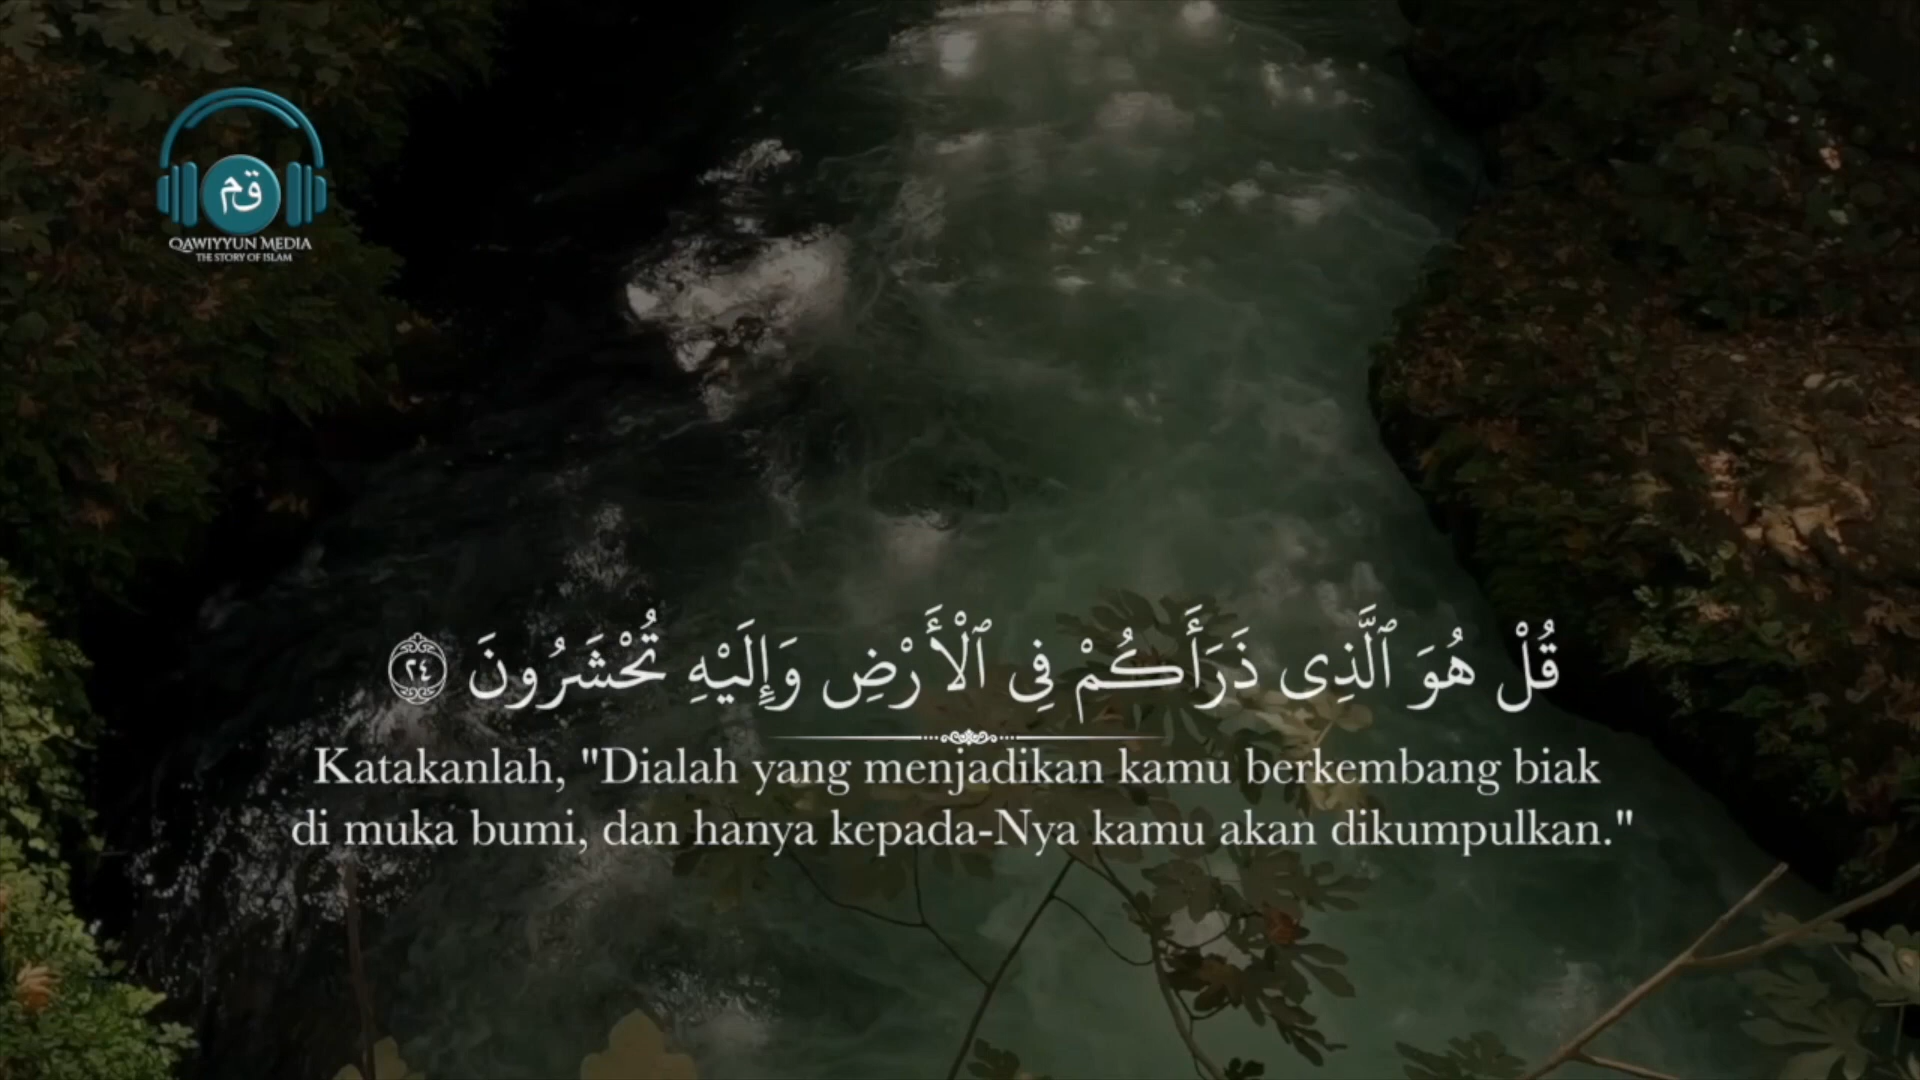 قم
QAWIYYUN MEDIA
THE STORY OF ISLAM
قُلْ هُوَ ٱلَّذِى ذَرَأَكُمْ فِى ٱلْأَرْضِ وَإِلَيْهِ تُحْشَرُونَ ٢٤
Katakanlah, "Dialah yang menjadikan kamu berkembang biak
di muka bumi, dan hanya kepada-Nya kamu akan dikumpulkan."